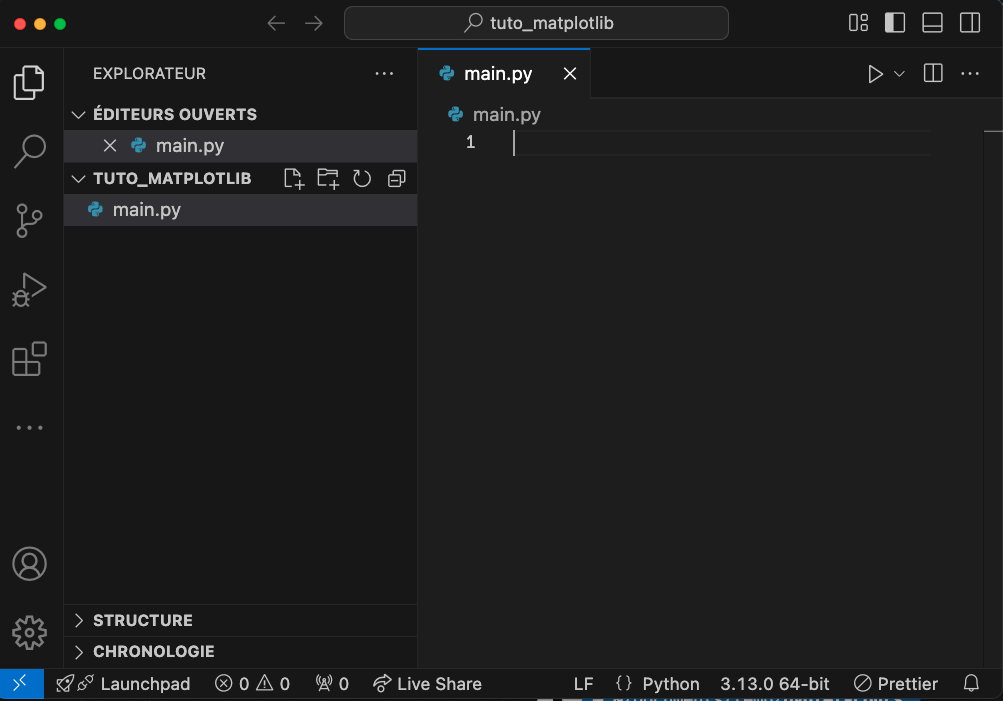 tuto_matplotlib
EXPLORATEUR
ÉDITEURS OUVERTS
main.py
TUTO_MATPLOTLIB
main.py
STRUCTURE
CHRONOLOGIE
main.py
main.py
1
Launchpad 0 0 0 Live Share LF {} Python 3.13.0 64-bit Prettier